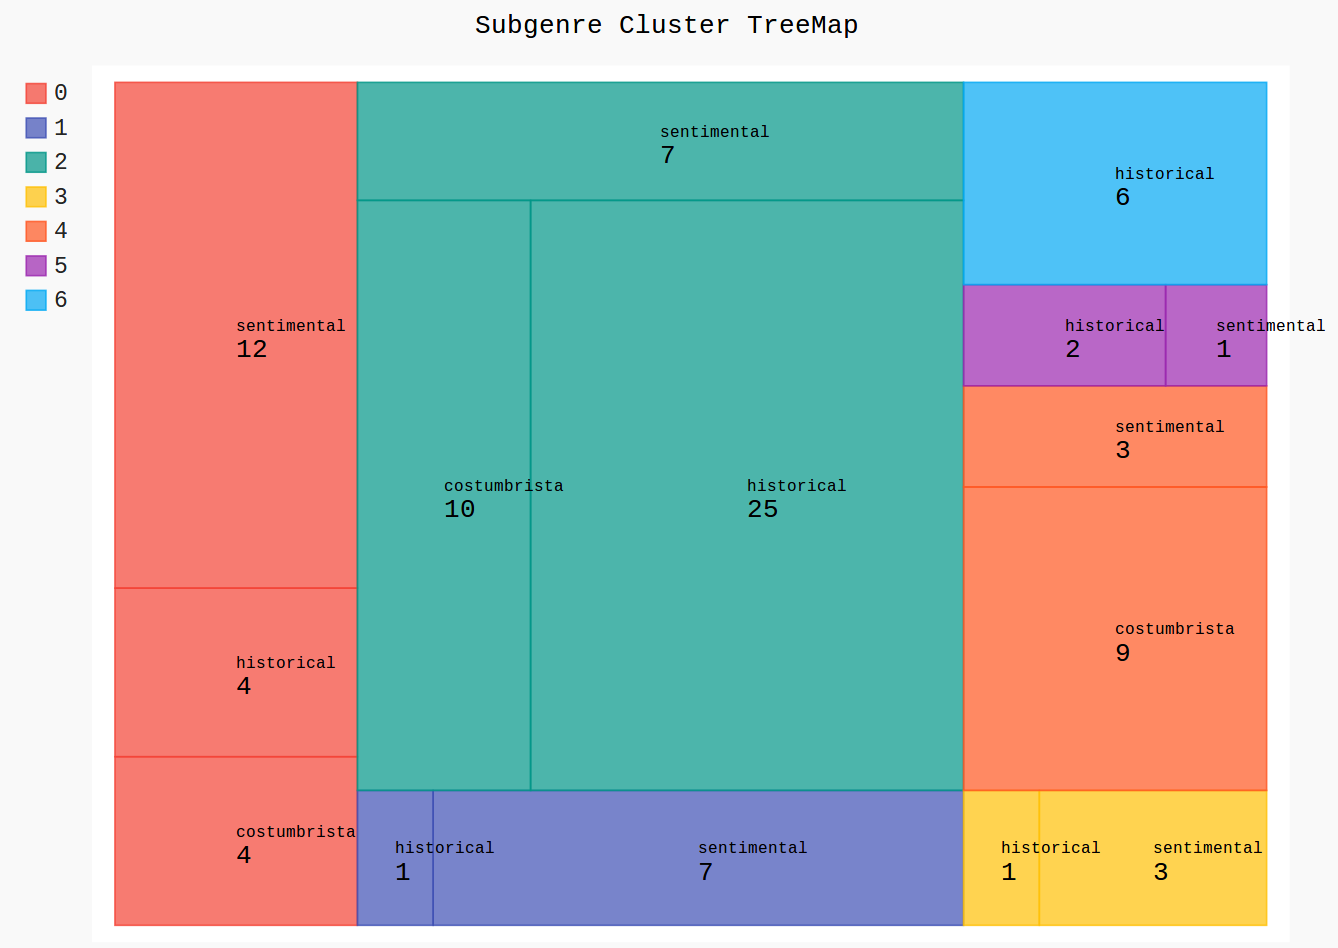 Subgenre Cluster TreeMap
0
1
2
3
4
5
6
sentimental
12
historical
4
costumbrista
4
sentimental
7
costumbrista
10
historical
25
historical
1
sentimental
7
historical
6
historical
2
sentimental
1
sentimental
3
costumbrista
9
historical
1
sentimental
3